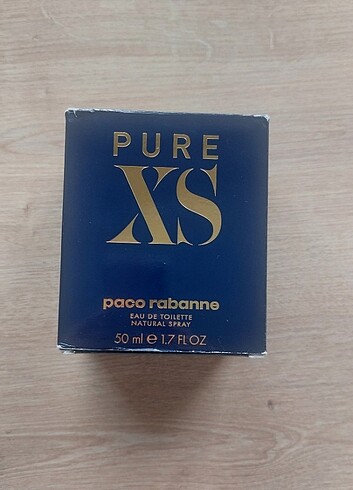 PURE
XS
paco rabanne
EAU DE TOILETTE
NATURAL SPRAY
50 ml ℮ 1.7 FL OZ